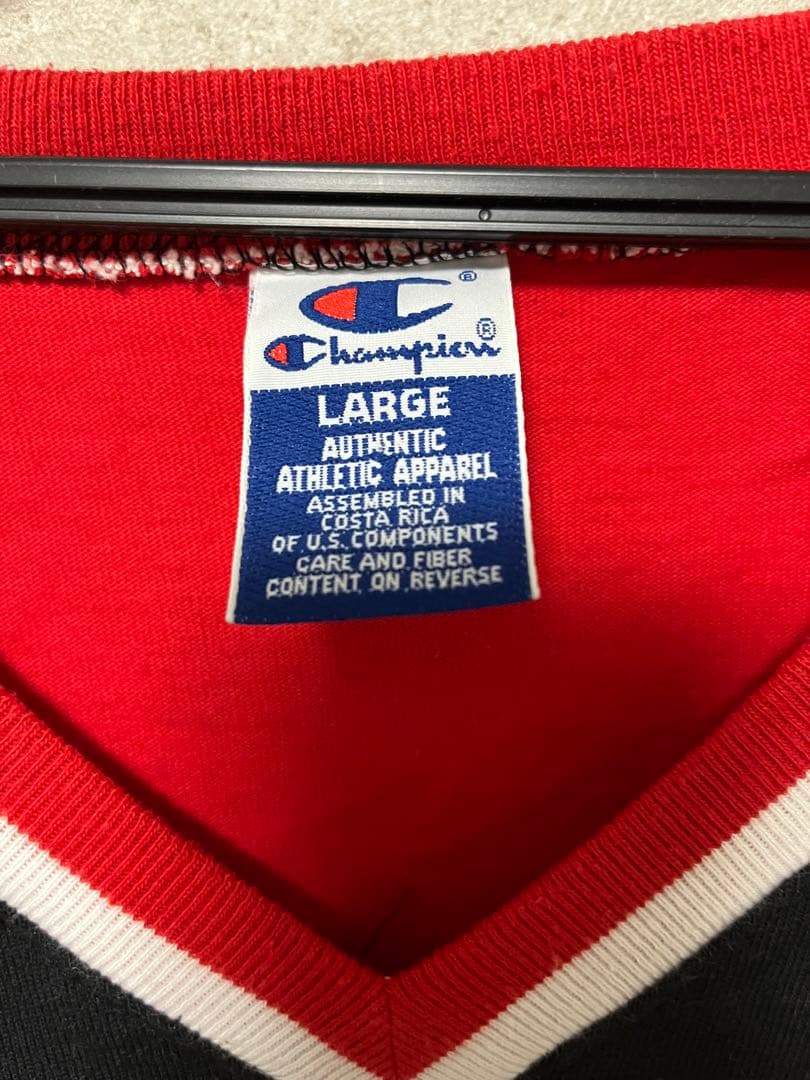 ®
Champion®
LARGE
AUTHENTIC
ATHLETIC APPAREL
ASSEMBLED IN
COSTA RICA
OF U.S. COMPONENTS
CARE AND FIBER
CONTENT ON REVERSE